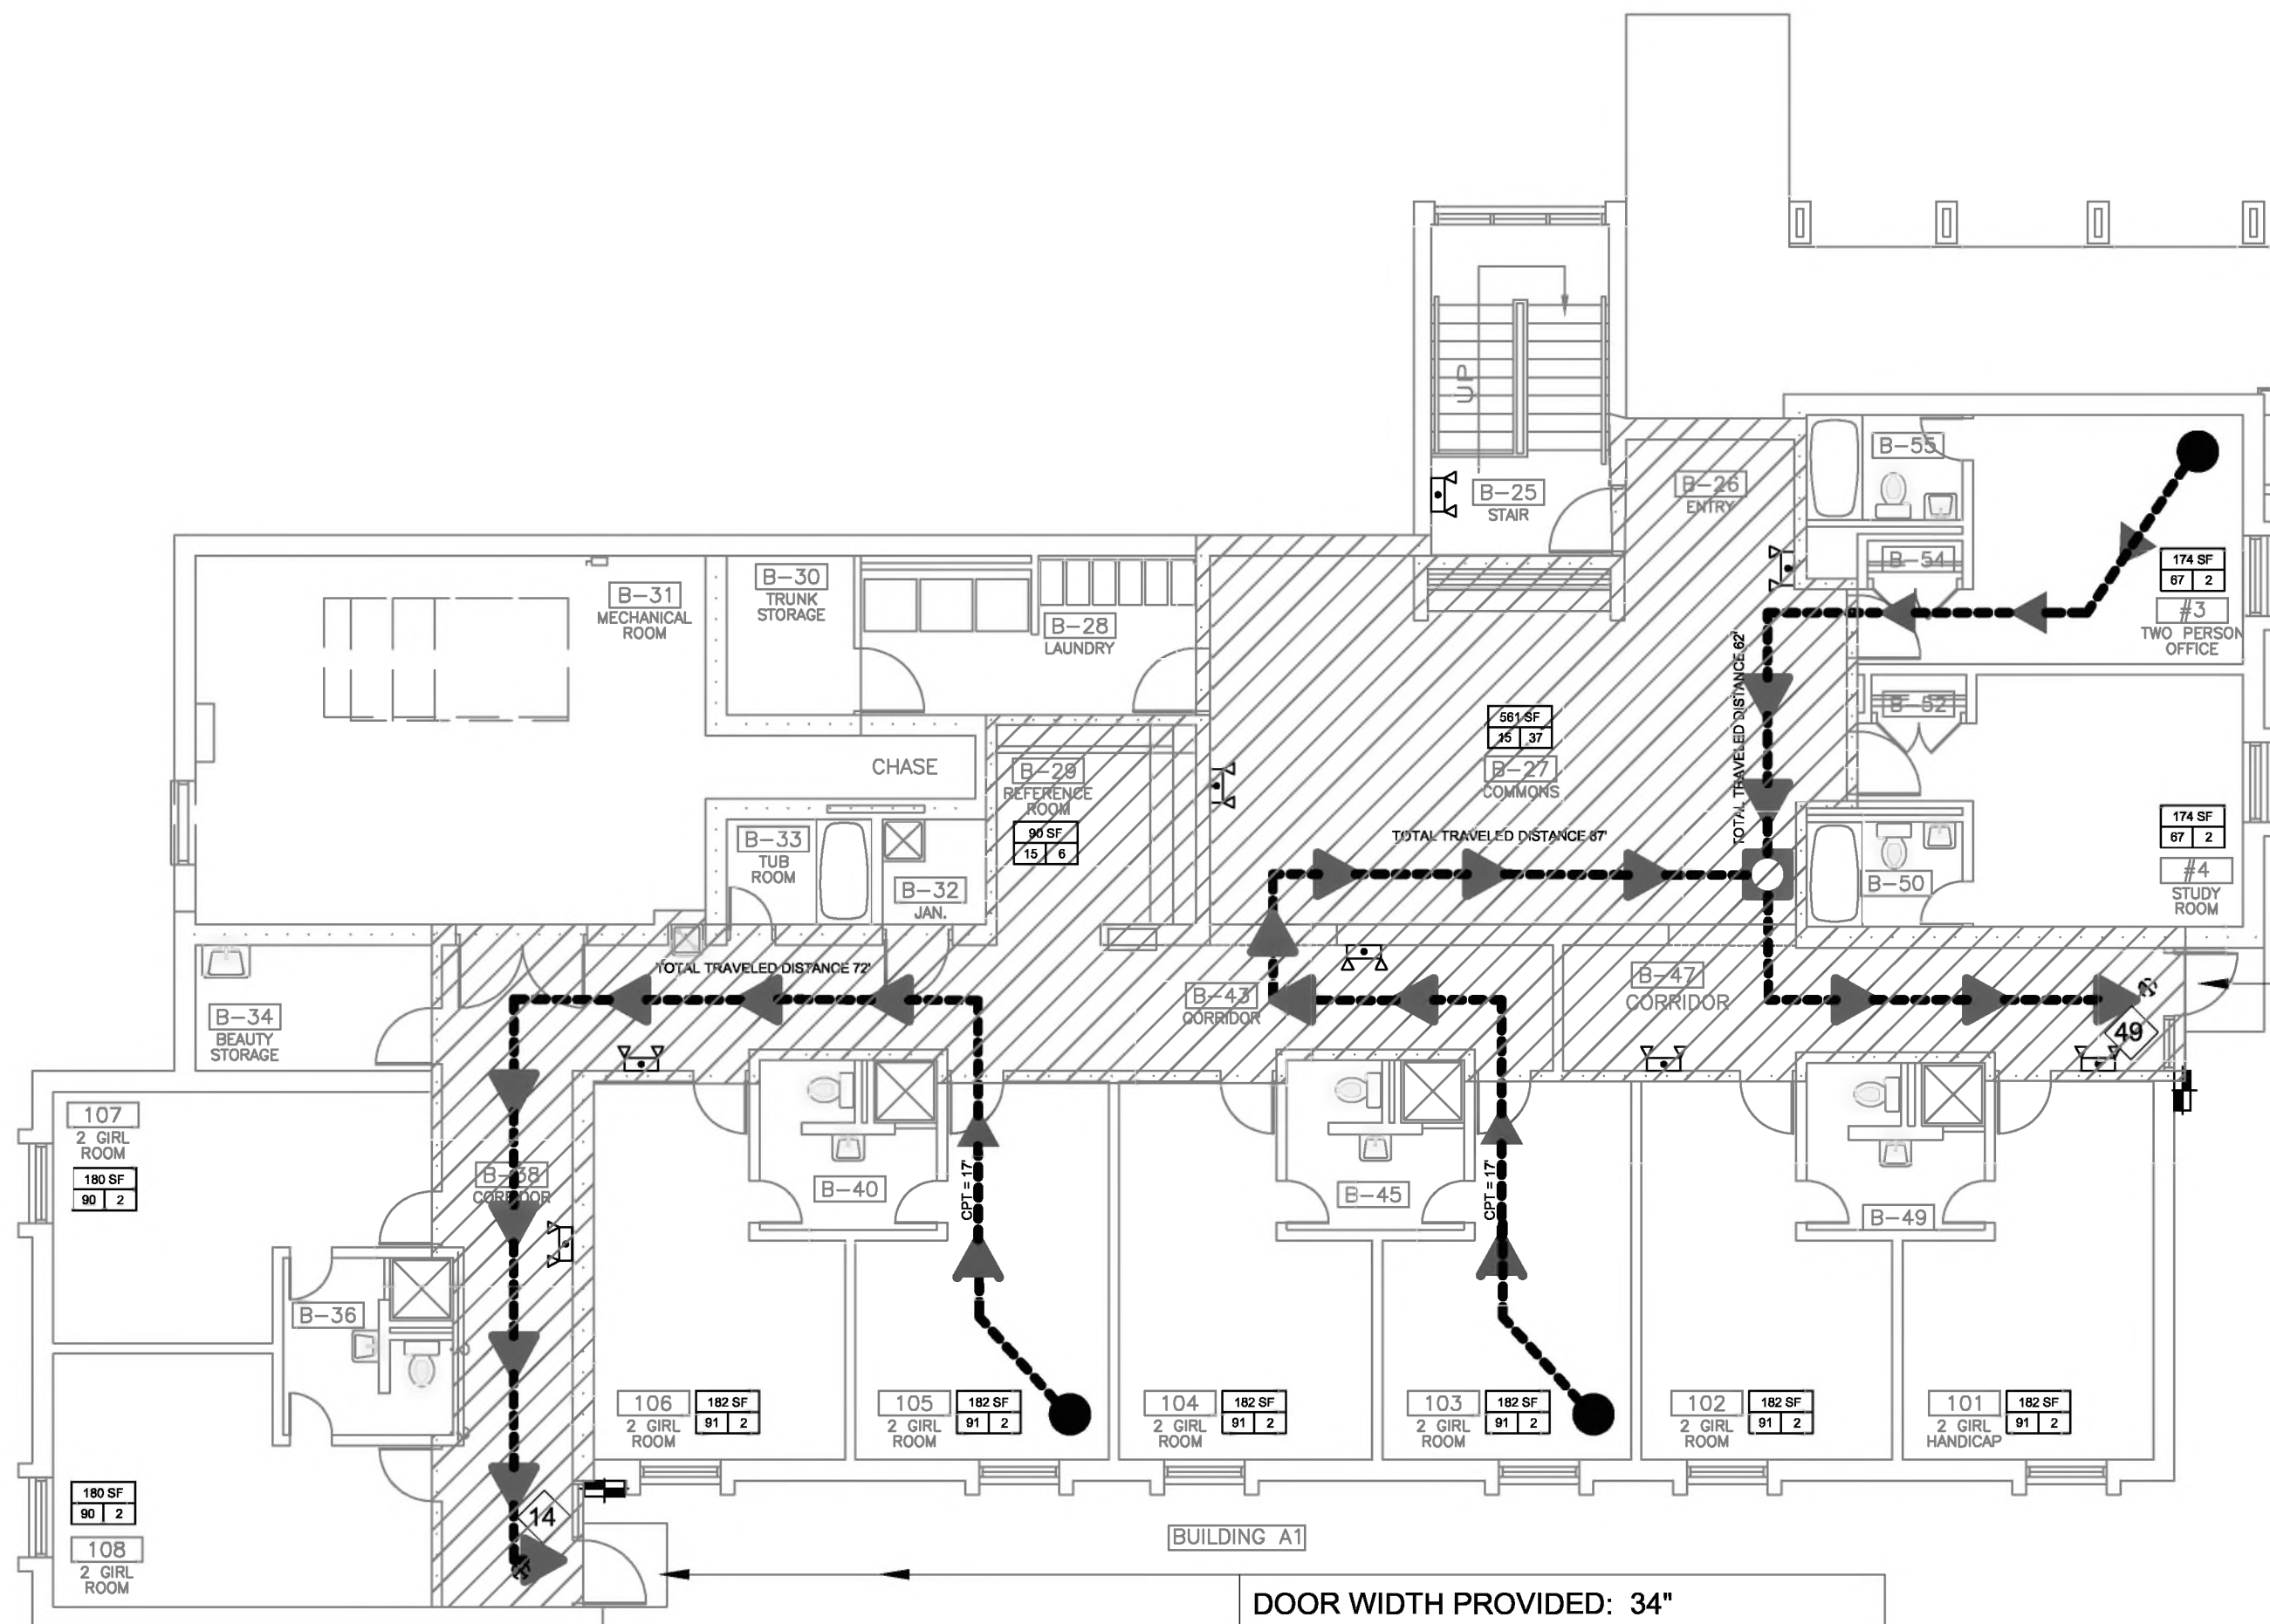 UP
B-25
STAIR
B-26
ENTRY
B-55
B-54
174 SF
67 2
#3
TWO PERSON
OFFICE
B-31
MECHANICAL
ROOM
B-30
TRUNK
STORAGE
B-28
LAUNDRY
TOTAL TRAVELED DISTANCE 62'
B-52
561 SF
15 37
B-27
COMMONS
CHASE
B-29
REFERENCE
ROOM
90 SF
15 6
B-33
TUB
ROOM
B-32
JAN.
TOTAL TRAVELED DISTANCE 87'
B-50
174 SF
67 2
#4
STUDY
ROOM
TOTAL TRAVELED DISTANCE 72'
B-34
BEAUTY
STORAGE
B-43
CORRIDOR
B-47
CORRIDOR
49
107
2 GIRL
ROOM
180 SF
90 2
B-38
CORRIDOR
B-40
CPT = 17'
B-45
CPT = 17'
B-49
B-36
106
2 GIRL
ROOM
182 SF
91 2
105
2 GIRL
ROOM
182 SF
91 2
104
2 GIRL
ROOM
182 SF
91 2
103
2 GIRL
ROOM
182 SF
91 2
102
2 GIRL
ROOM
182 SF
91 2
101
2 GIRL
HANDICAP
182 SF
91 2
180 SF
90 2
108
2 GIRL
ROOM
14
BUILDING A1
DOOR WIDTH PROVIDED: 34"